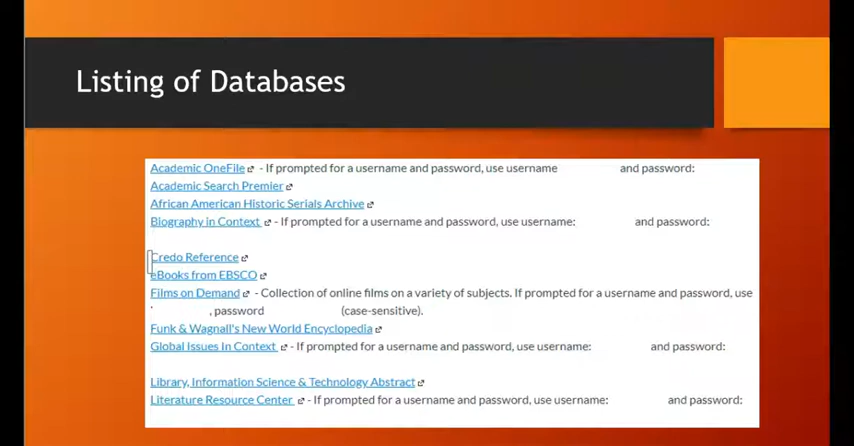 Listing of Databases
Academic OneFile - If prompted for a username and password, use username and password:
Academic Search Premier
African American Historic Serials Archive
Biography in Context - If prompted for a username and password, use username: and password:
Credo Reference
eBooks from EBSCO
Films on Demand - Collection of online films on a variety of subjects. If prompted for a username and password, use
, password (case-sensitive).
Funk & Wagnall's New World Encyclopedia
Global Issues In Context - If prompted for a username and password, use username: and password:
Library, Information Science & Technology Abstract
Literature Resource Center - If prompted for a username and password, use username: and password: